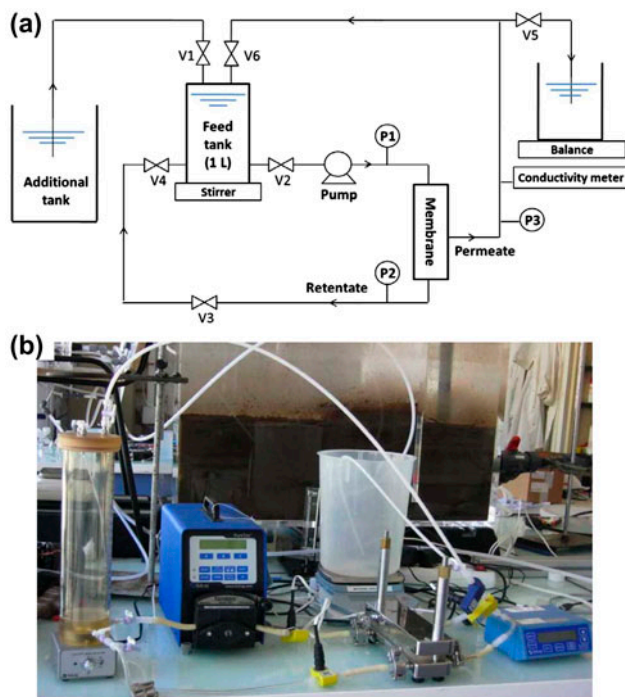 (a)
V1
V6
V5
Feed
tank
(1 L)
Stirrer
Additional
tank
V4
V2
Pump
P1
Membrane
Balance
Conductivity meter
P3
Permeate
P2
Retentate
V3
(b)